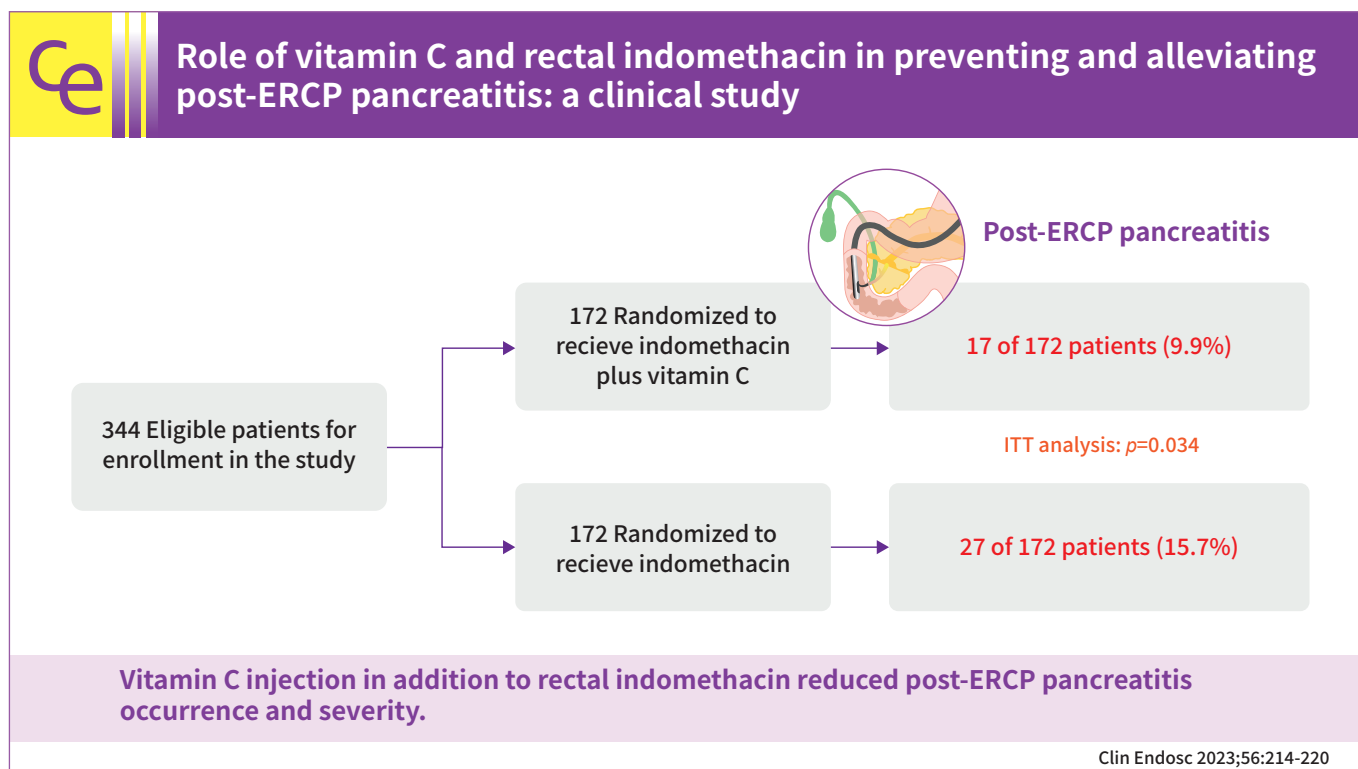 Ce
Role of vitamin C and rectal indomethacin in preventing and alleviating
post-ERCP pancreatitis: a clinical study
Post-ERCP pancreatitis
172 Randomized to
recieve indomethacin
plus vitamin C
17 of 172 patients (9.9%)
344 Eligible patients for
enrollment in the study
ITT analysis: p=0.034
172 Randomized to
recieve indomethacin
27 of 172 patients (15.7%)
Vitamin C injection in addition to rectal indomethacin reduced post-ERCP pancreatitis
occurrence and severity.
Clin Endosc 2023;56:214-220